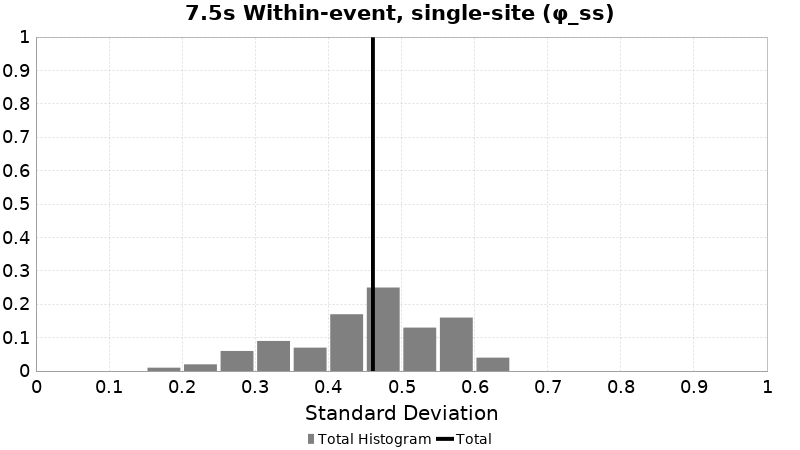 7.5s Within-event, single-site (φ_ss)
1
0.9
0.8
0.7
0.6
0.5
0.4
0.3
0.2
0.1
0
0 0.1 0.2 0.3 0.4 0.5 0.6 0.7 0.8 0.9 1
Standard Deviation
Total Histogram Total